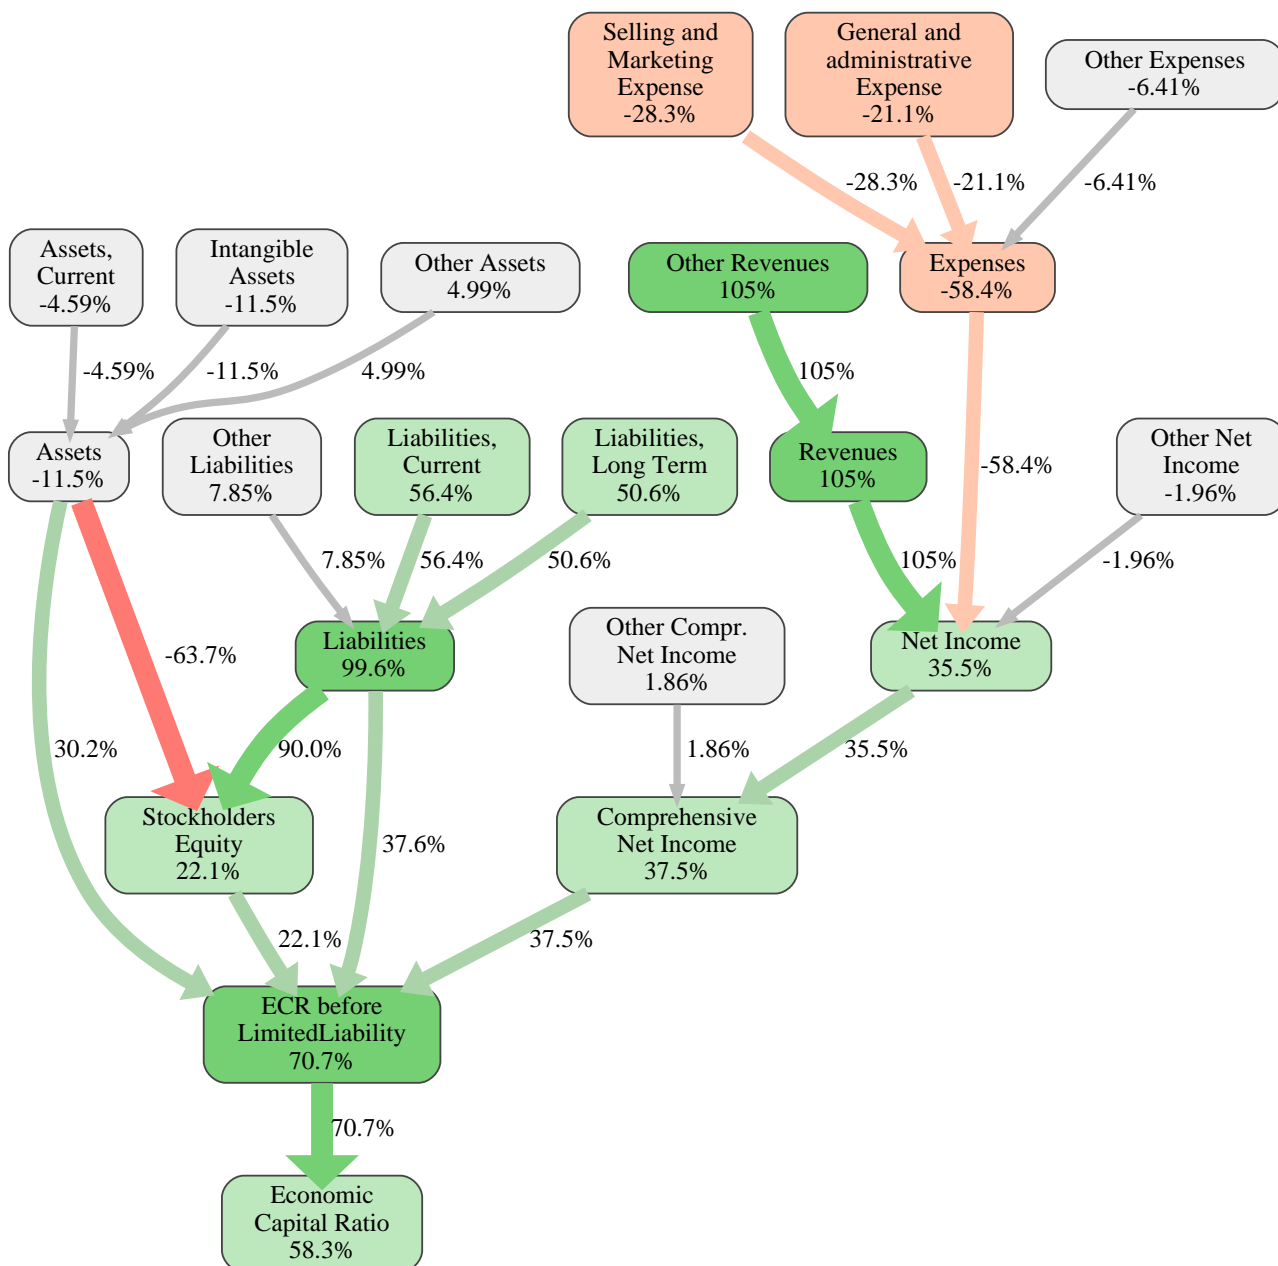 Selling and
Marketing
Expense
-28.3%
General and
administrative
Expense
-21.1%
Other Expenses
-6.41%
-28.3%
-21.1%
-6.41%
Assets,
Current
-4.59%
Intangible
Assets
-11.5%
Other Assets
4.99%
Other Revenues
105%
Expenses
-58.4%
-4.59%
-11.5%
4.99%
105%
-58.4%
Assets
-11.5%
Other
Liabilities
7.85%
Liabilities,
Current
56.4%
Liabilities,
Long Term
50.6%
Revenues
105%
Other Net
Income
-1.96%
7.85%
56.4%
50.6%
105%
-1.96%
Liabilities
99.6%
Other Compr.
Net Income
1.86%
Net Income
35.5%
-63.7%
30.2%
90.0%
1.86%
35.5%
Stockholders
Equity
22.1%
37.6%
Comprehensive
Net Income
37.5%
22.1%
37.5%
ECR before
LimitedLiability
70.7%
70.7%
Economic
Capital Ratio
58.3%